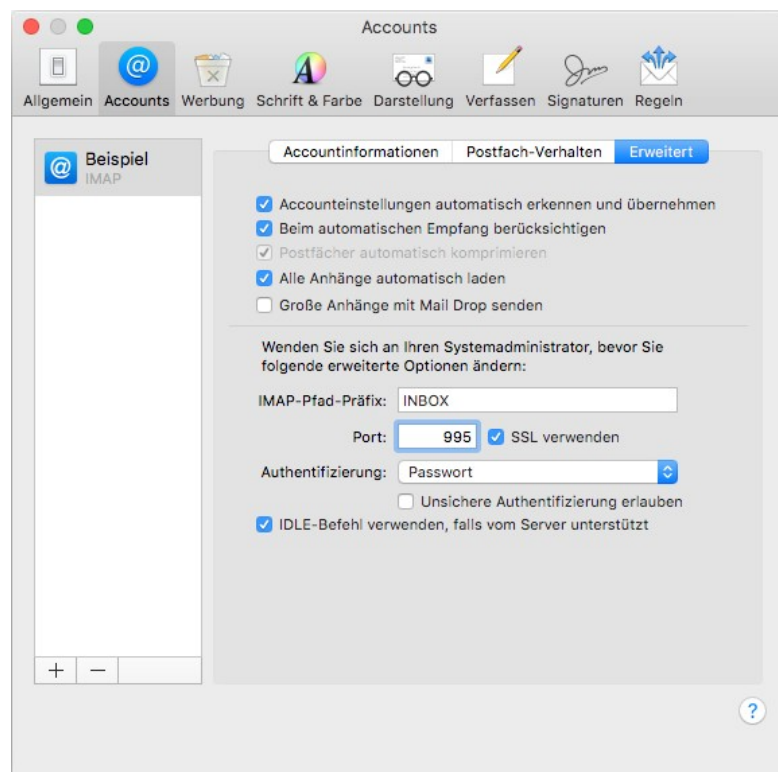 Accounts
Allgemein Accounts Werbung Schrift & Farbe Darstellung Verfassen Signaturen Regeln
Beispiel
IMAP
Accountinformationen Postfach-Verhalten Erweitert
Accounteinstellungen automatisch erkennen und übernehmen
Beim automatischen Empfang berücksichtigen
Postfächer automatisch komprimieren
Alle Anhänge automatisch laden
Große Anhänge mit Mail Drop senden
Wenden Sie sich an Ihren Systemadministrator, bevor Sie
folgende erweiterte Optionen ändern:
IMAP-Pfad-Präfix: INBOX
Port: 995 SSL verwenden
Authentifizierung: Passwort
Unsichere Authentifizierung erlauben
IDLE-Befehl verwenden, falls vom Server unterstützt
+ −
?